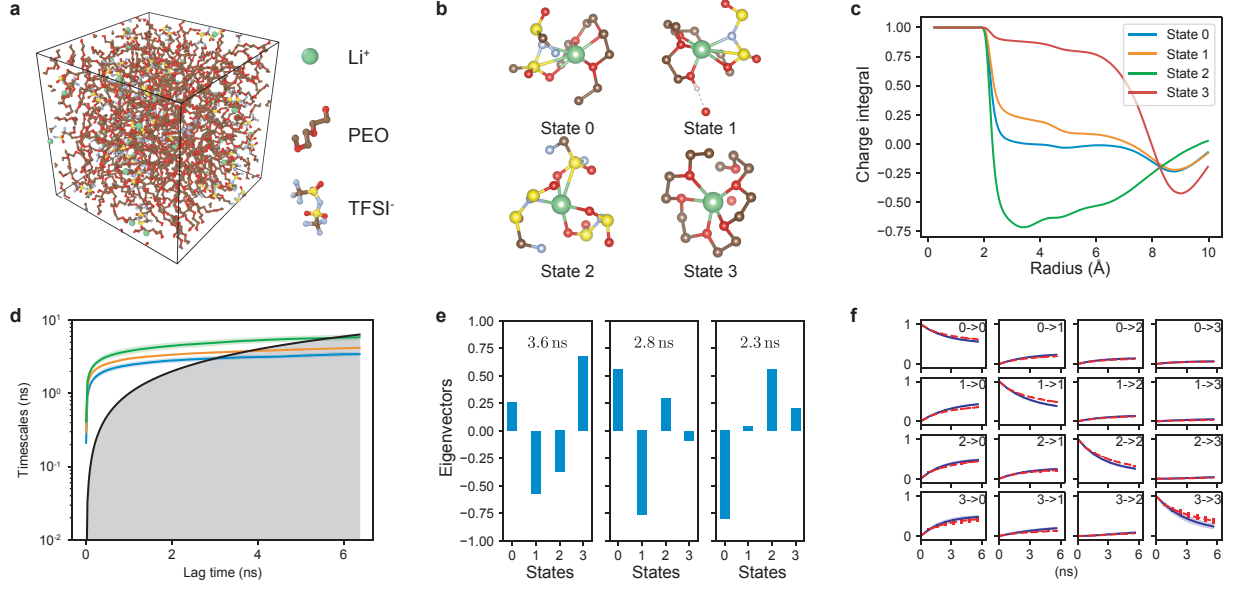 a
Li+
PEO
TFSI-
b
State 0
State 1
State 2
State 3
c
Charge integral
1.00
0.75
0.50
0.25
0.00
−0.25
−0.50
−0.75
0
2
4
6
8
10
Radius (Å)
State 0
State 1
State 2
State 3
d
Timescales (ns)
10^1
10^0
10^-1
10^-2
0
2
4
6
Lag time (ns)
e
Eigenvectors
1.00
0.75
0.50
0.25
0.00
−0.25
−0.50
−0.75
−1.00
3.6 ns
2.8 ns
2.3 ns
0 1 2 3
0 1 2 3
0 1 2 3
States
States
States
f
1
0
0->0
0->1
0->2
0->3
1
0
1->0
1->1
1->2
1->3
1
0
2->0
2->1
2->2
2->3
1
0
3->0
3->1
3->2
3->3
0 3 6
0 3 6
0 3 6
0 3 6
(ns)